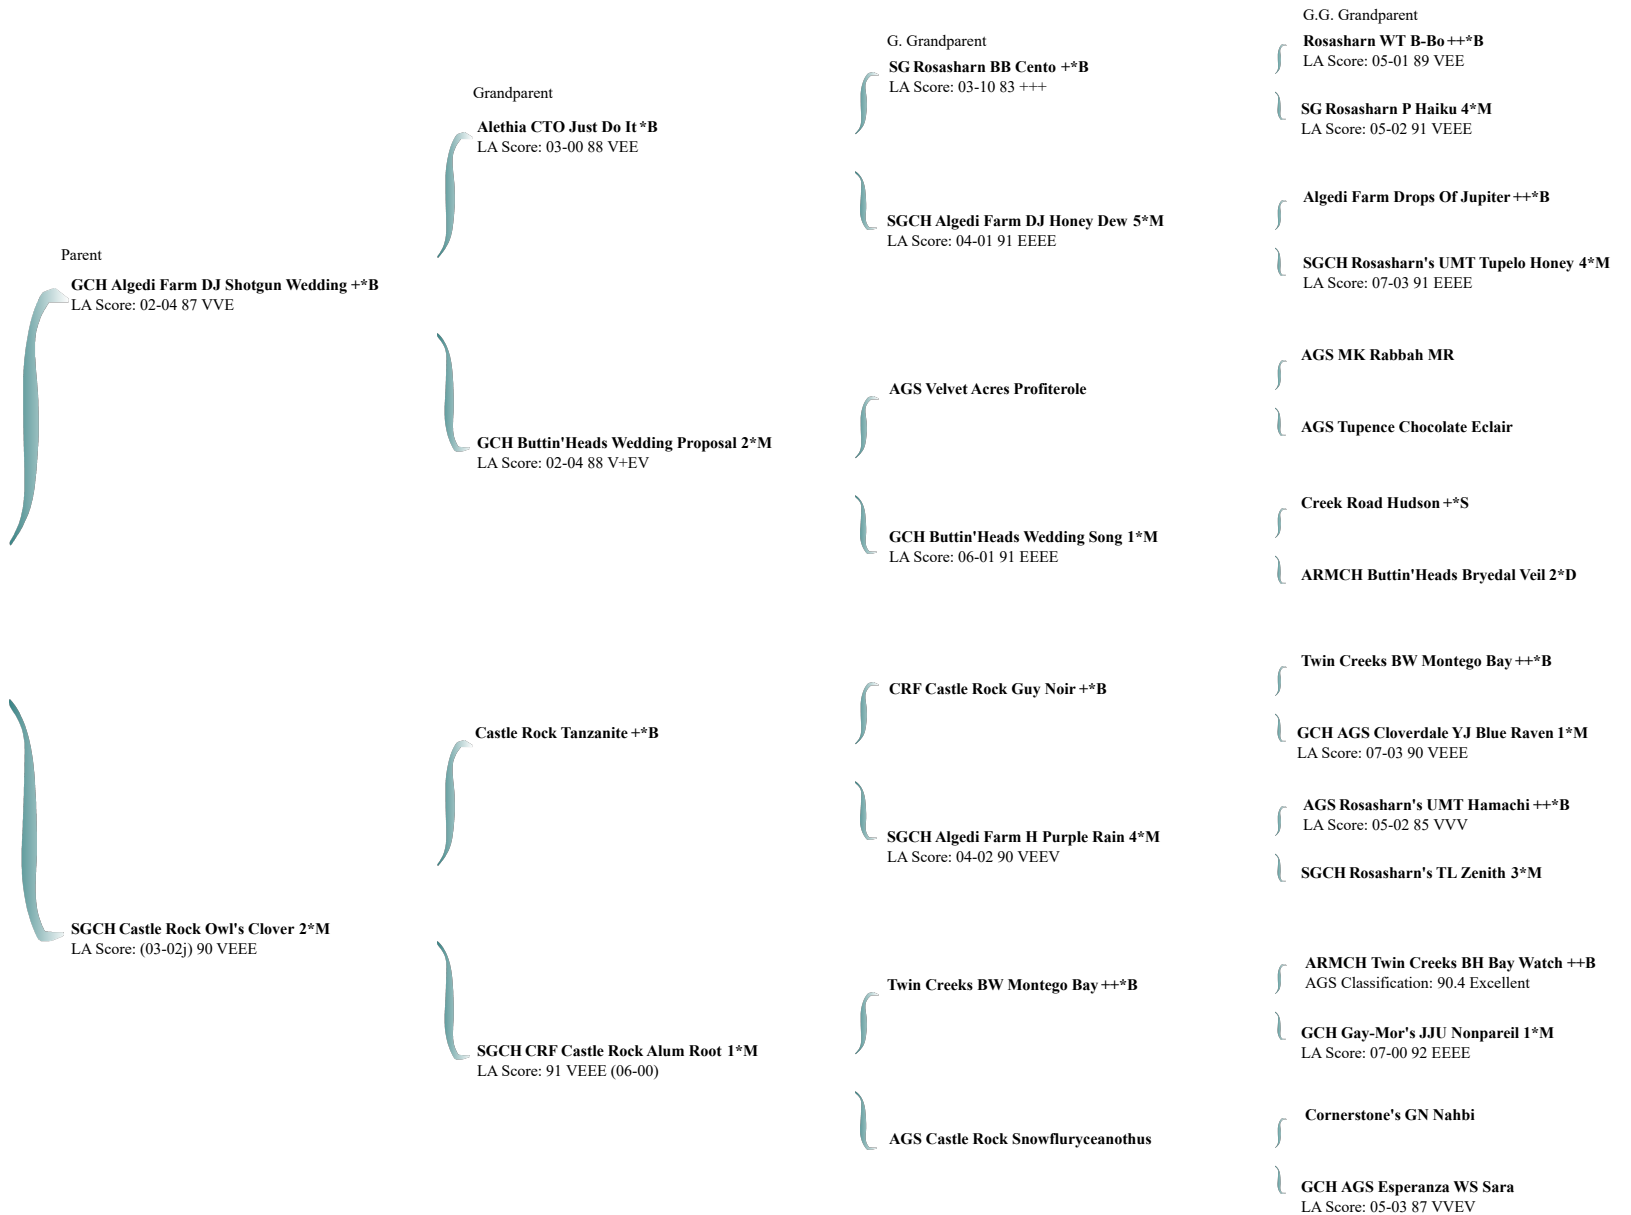 Parent
GCH Algedi Farm DJ Shotgun Wedding +*B
LA Score: 02-04 87 VVE
SGCH Castle Rock Owl's Clover 2*M
LA Score: (03-02j) 90 VEEE
Grandparent
Alethia CTO Just Do It *B
LA Score: 03-00 88 VEE
GCH Buttin'Heads Wedding Proposal 2*M
LA Score: 02-04 88 V+EV
Castle Rock Tanzanite +*B
SGCH CRF Castle Rock Alum Root 1*M
LA Score: 91 VEEE (06-00)
G. Grandparent
SG Rosasharn BB Cento +*B
LA Score: 03-10 83 +++
SGCH Algedi Farm DJ Honey Dew 5*M
LA Score: 04-01 91 EEEE
AGS Velvet Acres Profiterole
GCH Buttin'Heads Wedding Song 1*M
LA Score: 06-01 91 EEEE
CRF Castle Rock Guy Noir +*B
SGCH Algedi Farm H Purple Rain 4*M
LA Score: 04-02 90 VEEV
Twin Creeks BW Montego Bay ++*B
AGS Castle Rock Snowfluryceanothus
G.G. Grandparent
Rosasharn WT B-Bo ++*B
LA Score: 05-01 89 VEE
SG Rosasharn P Haiku 4*M
LA Score: 05-02 91 VEEE
Algedi Farm Drops Of Jupiter ++*B
SGCH Rosasharn's UMT Tupelo Honey 4*M
LA Score: 07-03 91 EEEE
AGS MK Rabbah MR
AGS Tupence Chocolate Eclair
Creek Road Hudson +*S
ARMCH Buttin'Heads Bryedal Veil 2*D
Twin Creeks BW Montego Bay ++*B
GCH AGS Cloverdale YJ Blue Raven 1*M
LA Score: 07-03 90 VEEE
AGS Rosasharn's UMT Hamachi ++*B
LA Score: 05-02 85 VVV
SGCH Rosasharn's TL Zenith 3*M
ARMCH Twin Creeks BH Bay Watch ++B
AGS Classification: 90.4 Excellent
GCH Gay-Mor's JJU Nonpareil 1*M
LA Score: 07-00 92 EEEE
Cornerstone's GN Nahbi
GCH AGS Esperanza WS Sara
LA Score: 05-03 87 VVEV